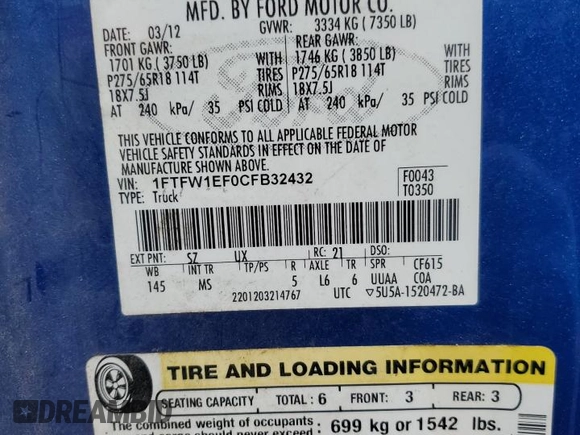 MFD. BY FORD MOTOR CO.
DATE: 03/12 GVWR: 3334 KG ( 7350 LB)
FRONT GAWR: REAR GAWR:
1701 KG ( 3750 LB) WITH 1746 KG ( 3850 LB) WITH
P275/65R18 114T TIRES P275/65R18 114T TIRES
18X7.5J RIMS 18X7.5J RIMS
AT 240 kPa/ 35 PSI COLD AT 240 kPa/ 35 PSI COLD
THIS VEHICLE CONFORMS TO ALL APPLICABLE FEDERAL MOTOR
VEHICLE SAFETY STANDARDS IN EFFECT ON THE DATE OF
MANUFACTURE SHOWN ABOVE.
VIN: 1FTFW1EF0CFB32432 F0043
TYPE: Truck T0350
EXT PNT: SZ UX RC: 21 DSO:
WB INT TR TP/PS R AXLE TR SPR CF615
145 MS 5 L6 6 UUAA COA
2201203214767 UTC ▽5U5A-1520472-BA
Ford
TIRE AND LOADING INFORMATION
SEATING CAPACITY TOTAL : 6 FRONT: 3 REAR: 3
The combined weight of occupants 699 kg or 1542 lbs.
DREAMBID